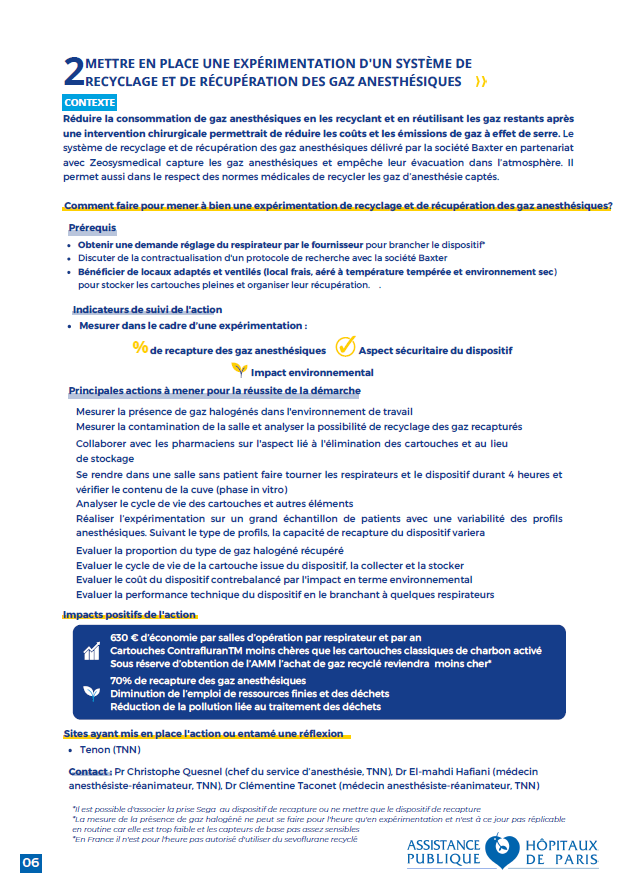 2 METTRE EN PLACE UNE EXPÉRIMENTATION D'UN SYSTÈME DE
RECYCLAGE ET DE RÉCUPÉRATION DES GAZ ANESTHÉSIQUES
CONTEXTE
Réduire la consommation de gaz anesthésiques en les recyclant et en réutilisant les gaz restants après
une intervention chirurgicale permettrait de réduire les coûts et les émissions de gaz à effet de serre. Le
système de recyclage et de récupération des gaz anesthésiques délivré par la société Baxter en partenariat
avec Zeosysmedical capture les gaz anesthésiques et empêche leur évacuation dans l'atmosphère. Il
permet aussi dans le respect des normes médicales de recycler les gaz d'anesthésie captés.
Comment faire pour mener à bien une expérimentation de recyclage et de récupération des gaz anesthésiques?
Prérequis
• Obtenir une demande réglage du respirateur par le fournisseur pour brancher le dispositif*
• Discuter de la contractualisation d'un protocole de recherche avec la société Baxter
• Bénéficier de locaux adaptés et ventilés (local frais, aéré à température tempérée et environnement sec)
pour stocker les cartouches pleines et organiser leur récupération. .
Indicateurs de suivi de l'action
• Mesurer dans le cadre d'une expérimentation :
% de recapture des gaz anesthésiques Aspect sécuritaire du dispositif
Impact environnemental
Principales actions à mener pour la réussite de la démarche
Mesurer la présence de gaz halogénés dans l'environnement de travail
Mesurer la contamination de la salle et analyser la possibilité de recyclage des gaz recapturés
Collaborer avec les pharmaciens sur l'aspect lié à l'élimination des cartouches et au lieu
de stockage
Se rendre dans une salle sans patient faire tourner les respirateurs et le dispositif durant 4 heures et
vérifier le contenu de la cuve (phase in vitro)
Analyser le cycle de vie des cartouches et autres éléments
Réaliser l'expérimentation sur un grand échantillon de patients avec une variabilité des profils
anesthésiques. Suivant le type de profils, la capacité de recapture du dispositif variera
Evaluer la proportion du type de gaz halogéné récupéré
Evaluer le cycle de vie de la cartouche issue du dispositif, la collecter et la stocker
Evaluer le coût du dispositif contrebalancé par l'impact en terme environnemental
Evaluer la performance technique du dispositif en le branchant à quelques respirateurs
Impacts positifs de l'action
630 € d'économie par salles d'opération par respirateur et par an
Cartouches ContrafluranTM moins chères que les cartouches classiques de charbon activé
Sous réserve d'obtention de l'AMM l'achat de gaz recyclé reviendra moins cher*
70% de recapture des gaz anesthésiques
Diminution de l'emploi de ressources finies et des déchets
Réduction de la pollution liée au traitement des déchets
Sites ayant mis en place l'action ou entamé une réflexion
• Tenon (TNN)
Contact : Pr Christophe Quesnel (chef du service d'anesthésie, TNN), Dr El-mahdi Hafiani (médecin
anesthésiste-réanimateur, TNN), Dr Clémentine Taconet (médecin anesthésiste-réanimateur, TNN)
*Il est possible d'associer la prise Sega au dispositif de recapture ou ne mettre que le dispositif de recapture
*La mesure de la présence de gaz halogéné ne peut se faire pour l'heure qu'en expérimentation et n'est à ce jour pas réplicable
en routine car elle est trop faible et les capteurs de base pas assez sensibles
*En France il n'est pour l'heure pas autorisé d'utiliser du sevoflurane recyclé
06
ASSISTANCE HÔPITAUX
PUBLIQUE DE PARIS